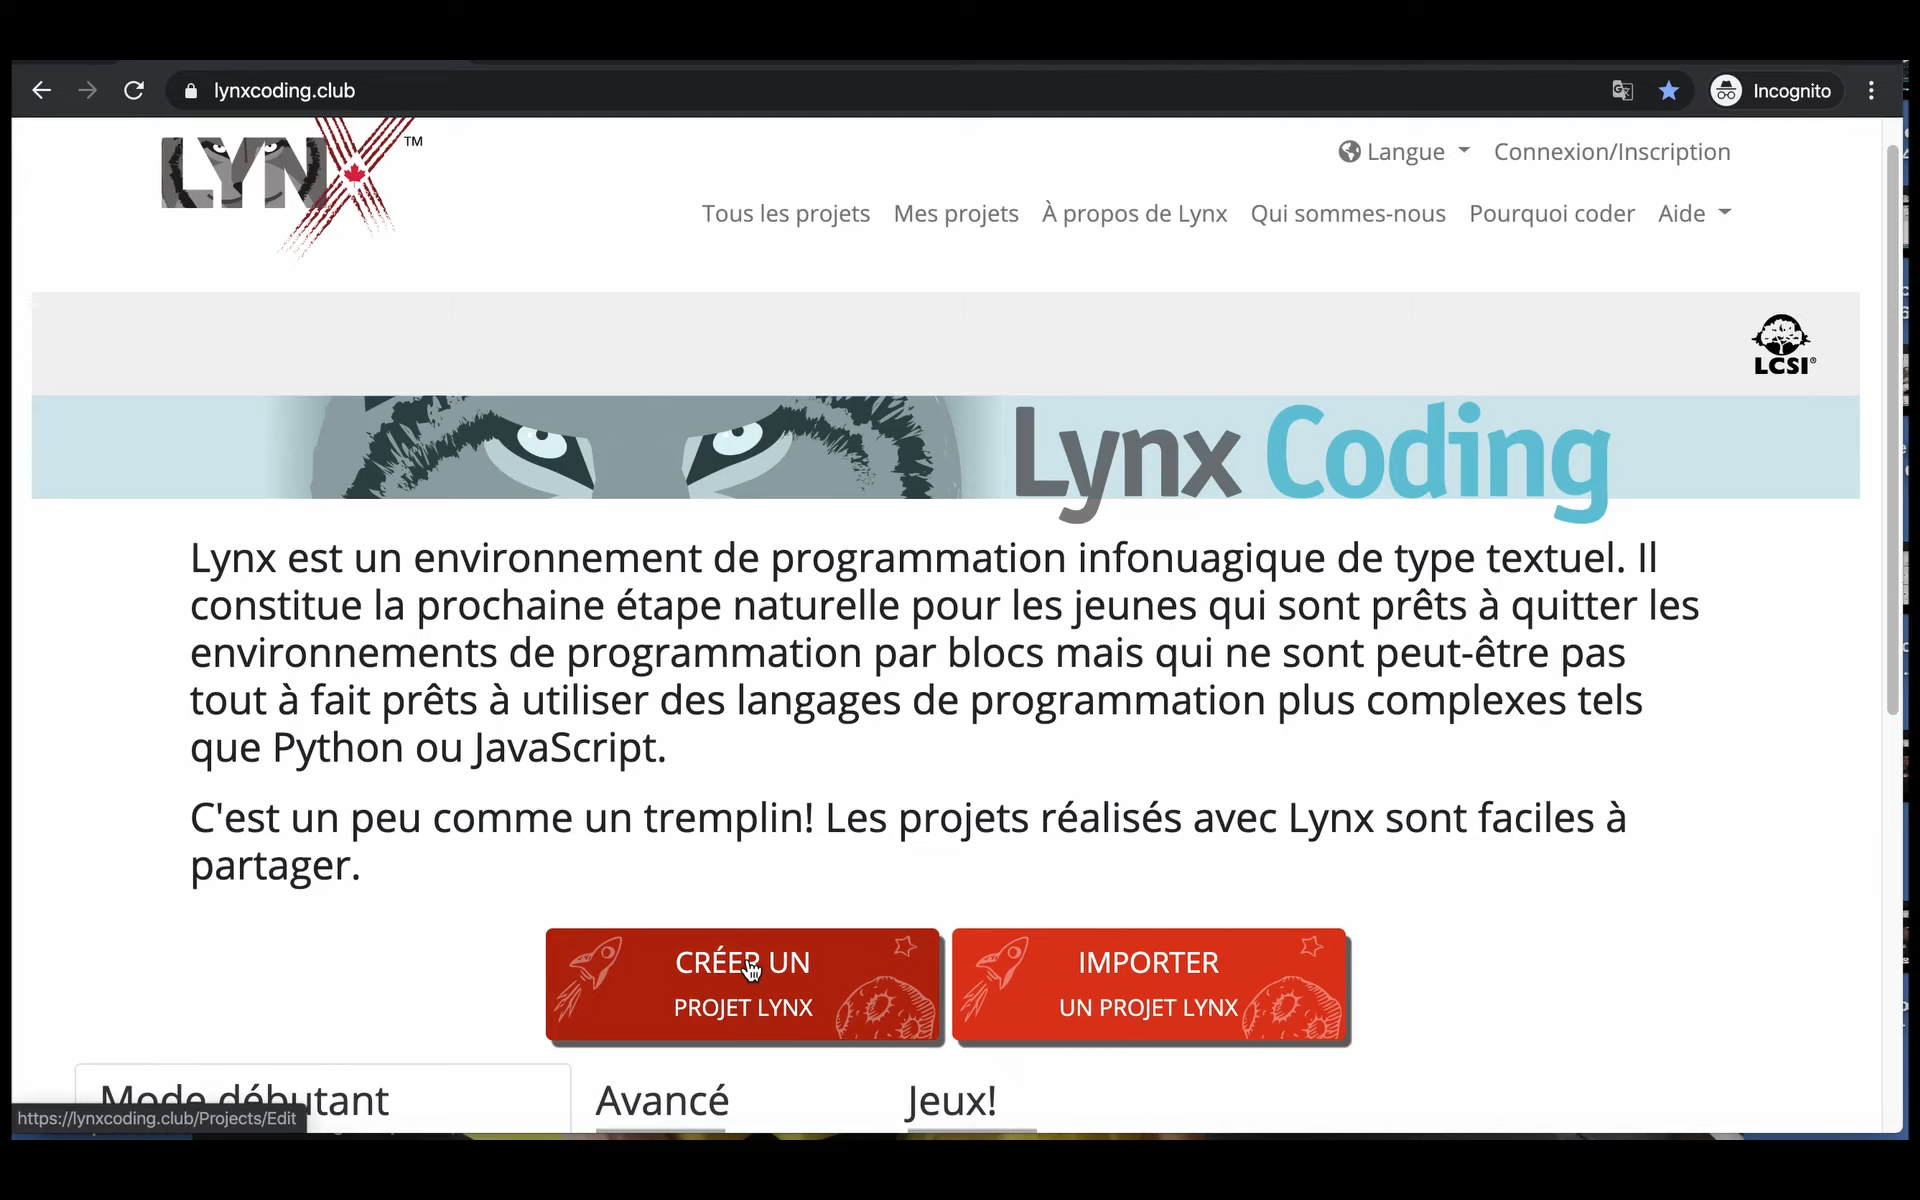 lynxcoding.club
Incognito
LYNX™
Langue
Connexion/Inscription
Tous les projets
Mes projets
À propos de Lynx
Qui sommes-nous
Pourquoi coder
Aide
LCSI®
Lynx Coding
Lynx est un environnement de programmation infonuagique de type textuel. Il
constitue la prochaine étape naturelle pour les jeunes qui sont prêts à quitter les
environnements de programmation par blocs mais qui ne sont peut-être pas
tout à fait prêts à utiliser des langages de programmation plus complexes tels
que Python ou JavaScript.
C'est un peu comme un tremplin! Les projets réalisés avec Lynx sont faciles à
partager.
CRÉER UN
PROJET LYNX
IMPORTER
UN PROJET LYNX
Mode débutant
Avancé
Jeux!
https://lynxcoding.club/Projects/Edit